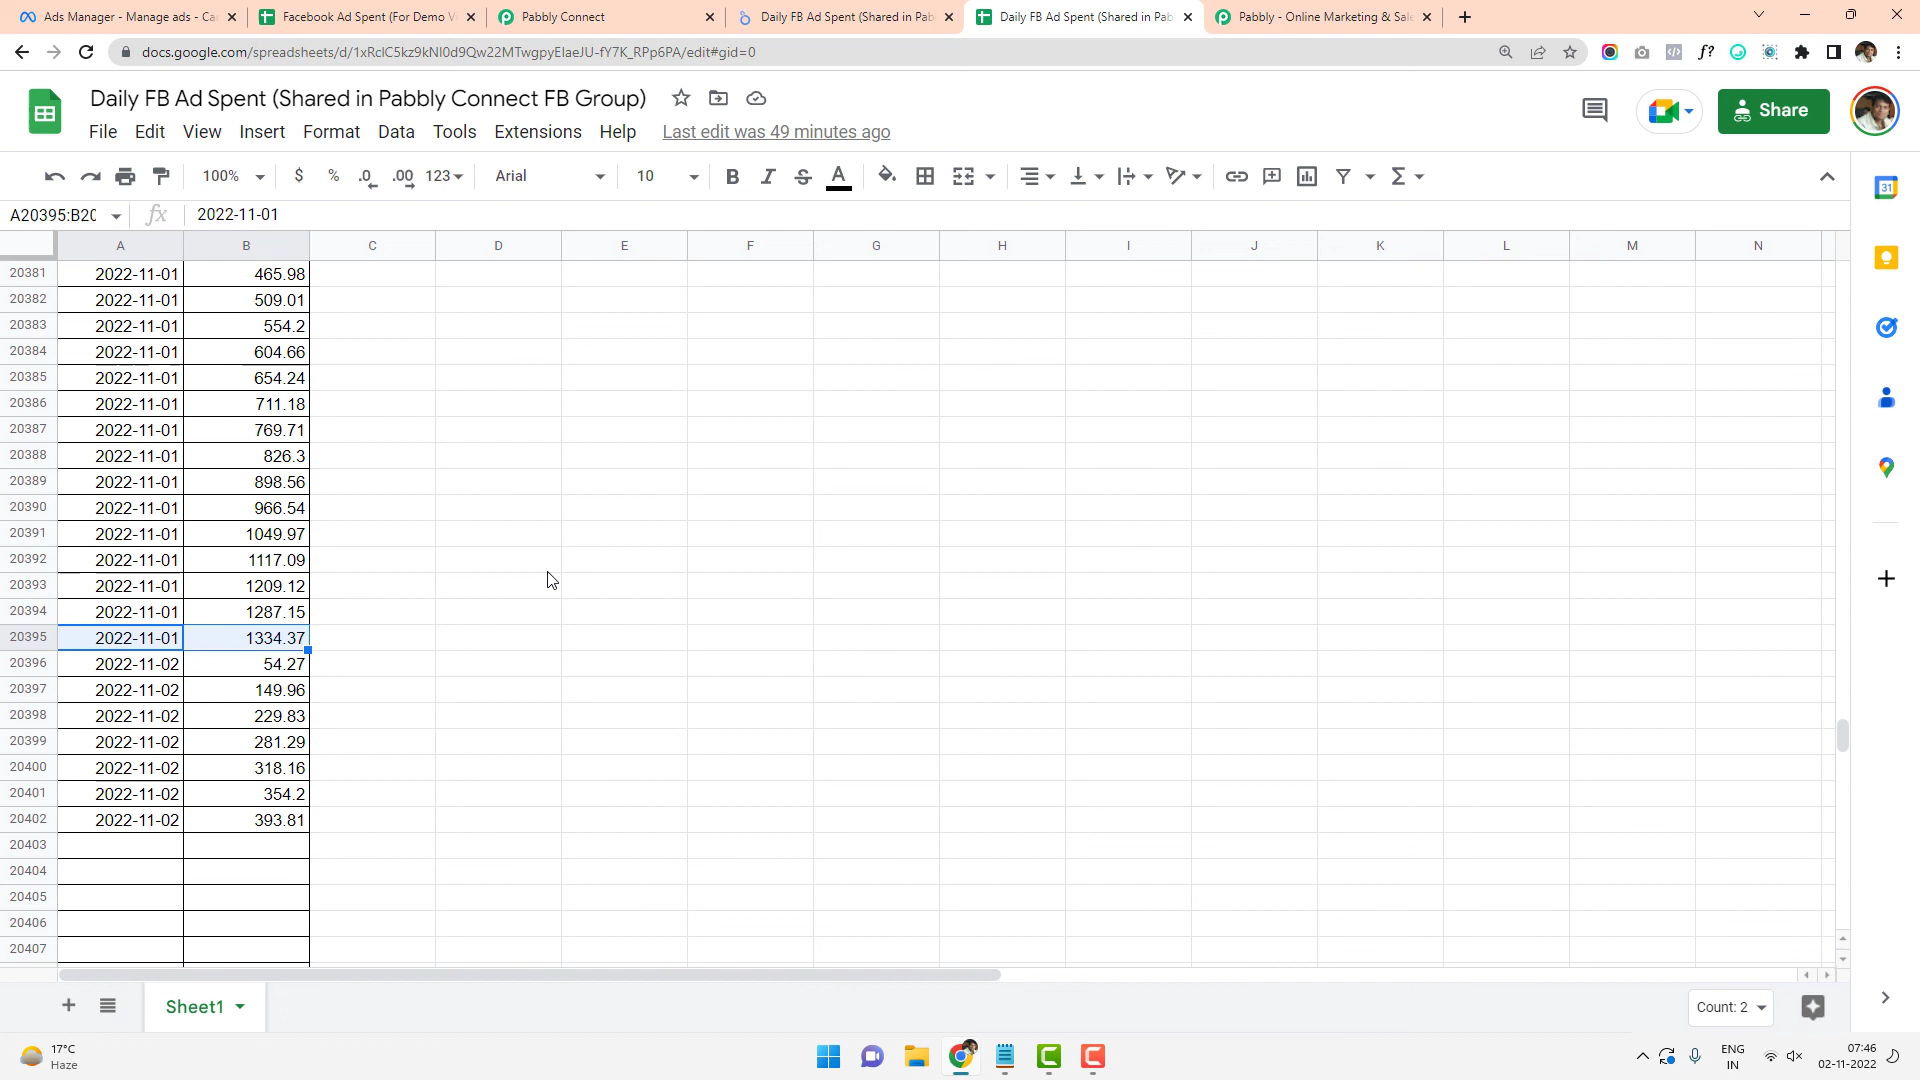 Ads Manager - Manage ads - Ca
Facebook Ad Spent (For Demo V
Pabbly Connect
Daily FB Ad Spent (Shared in Pab
Daily FB Ad Spent (Shared in Pab
Pabbly - Online Marketing & Sale
docs.google.com/spreadsheets/d/1xRclC5kz9kNl0d9Qw22MTwgpyElaeJU-fY7K_RPp6PA/edit#gid=0
f?
Daily FB Ad Spent (Shared in Pabbly Connect FB Group)
Share
File Edit View Insert Format Data Tools Extensions Help Last edit was 49 minutes ago
100% $ % .0 .00 123 Arial 10 B I S A Σ
31
A20395:B20 fx 2022-11-01
A B C D E F G H I J K L M N
20381 2022-11-01 465.98
20382 2022-11-01 509.01
20383 2022-11-01 554.2
20384 2022-11-01 604.66
20385 2022-11-01 654.24
20386 2022-11-01 711.18
20387 2022-11-01 769.71
20388 2022-11-01 826.3
20389 2022-11-01 898.56
20390 2022-11-01 966.54
20391 2022-11-01 1049.97
20392 2022-11-01 1117.09
20393 2022-11-01 1209.12
20394 2022-11-01 1287.15
20395 2022-11-01 1334.37
20396 2022-11-02 54.27
20397 2022-11-02 149.96
20398 2022-11-02 229.83
20399 2022-11-02 281.29
20400 2022-11-02 318.16
20401 2022-11-02 354.2
20402 2022-11-02 393.81
20403
20404
20405
20406
20407
Sheet1
Count: 2
17°C
Haze
ENG
IN
07:46
02-11-2022